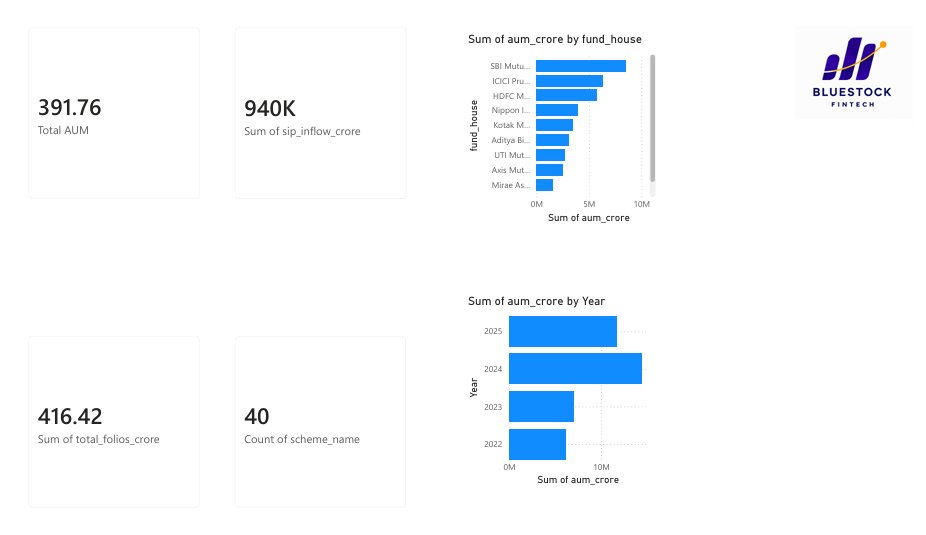 391.76
Total AUM
940K
Sum of sip_inflow_crore
Sum of aum_crore by fund_house
fund_house
SBI Mutu...
ICICI Pru...
HDFC M...
Nippon I...
Kotak M...
Aditya Bi...
UTI Mut...
Axis Mut...
Mirae As...
0M 5M 10M
Sum of aum_crore
BLUESTOCK
FINTECH
416.42
Sum of total_folios_crore
40
Count of scheme_name
Sum of aum_crore by Year
Year
2025
2024
2023
2022
0M 10M
Sum of aum_crore